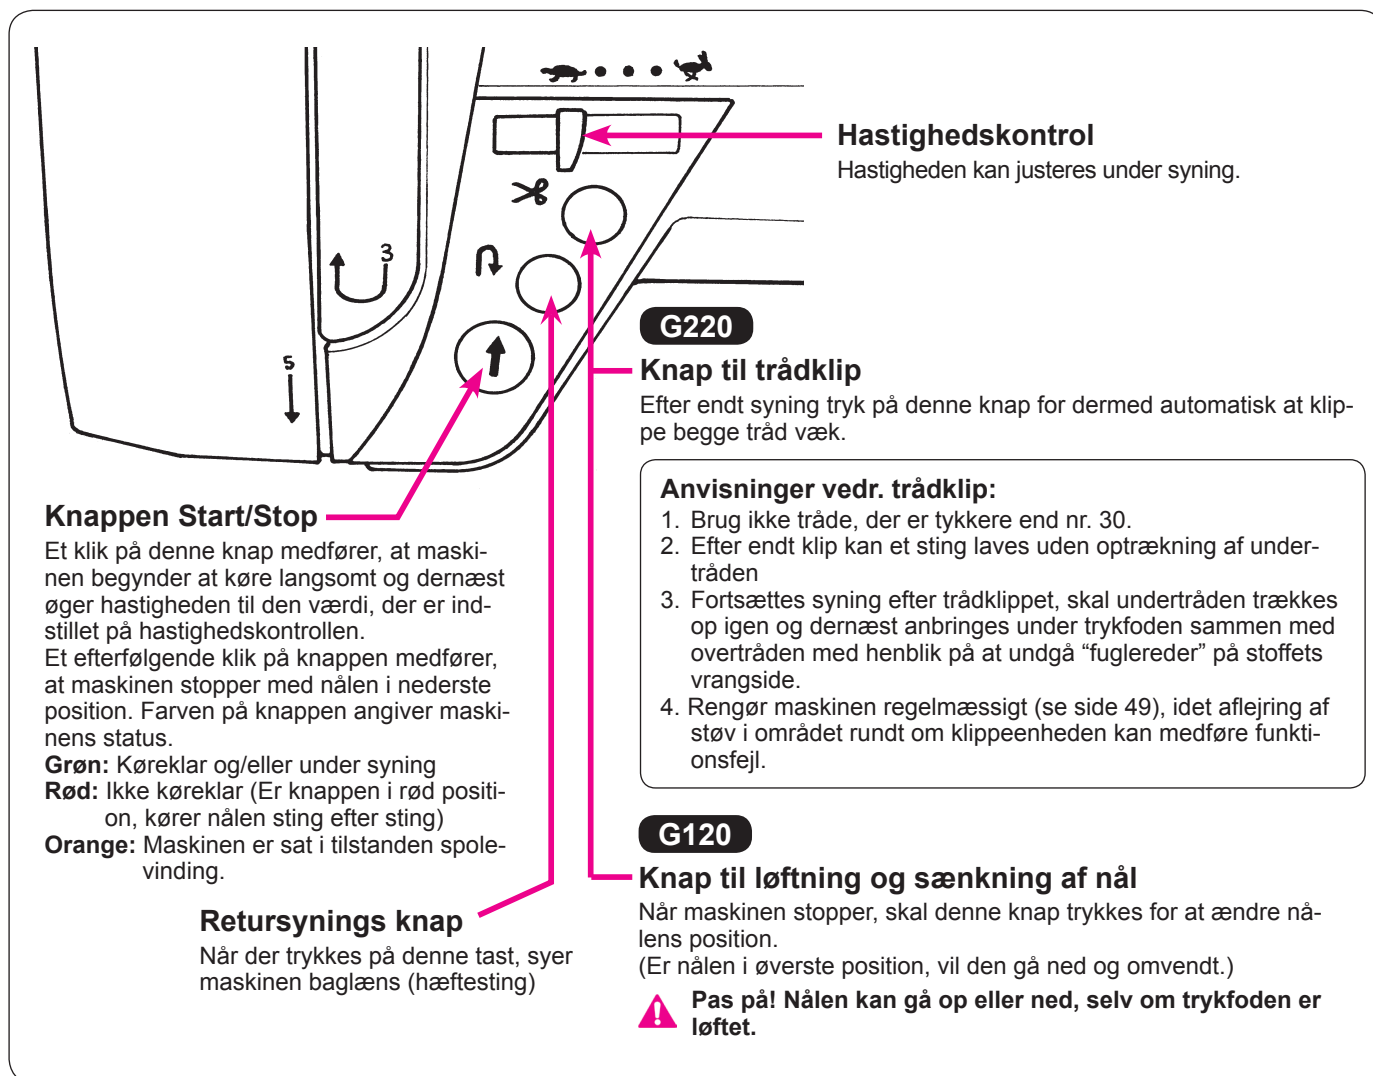 Hastighedskontrol
Hastigheden kan justeres under syning.
3
5
G220
Knap til trådklip
Efter endt syning tryk på denne knap for dermed automatisk at klip-
pe begge tråd væk.
Anvisninger vedr. trådklip:
1. Brug ikke tråde, der er tykkere end nr. 30.
2. Efter endt klip kan et sting laves uden optrækning af under-
tråden
3. Fortsættes syning efter trådklippet, skal undertråden trækkes
op igen og dernæst anbringes under trykfoden sammen med
overtråden med henblik på at undgå “fuglereder” på stoffets
vrangside.
4. Rengør maskinen regelmæssigt (se side 49), idet aflejring af
støv i området rundt om klippeenheden kan medføre funkti-
onsfejl.
Knappen Start/Stop
Et klik på denne knap medfører, at maski-
nen begynder at køre langsomt og dernæst
øger hastigheden til den værdi, der er ind-
stillet på hastighedskontrollen.
Et efterfølgende klik på knappen medfører,
at maskinen stopper med nålen i nederste
position. Farven på knappen angiver maski-
nens status.
Grøn: Køreklar og/eller under syning
Rød: Ikke køreklar (Er knappen i rød positi-
on, kører nålen sting efter sting)
Orange: Maskinen er sat i tilstanden spole-
vinding.
Retursynings knap
Når der trykkes på denne tast, syer
maskinen baglæns (hæftesting)
G120
Knap til løftning og sænkning af nål
Når maskinen stopper, skal denne knap trykkes for at ændre nå-
lens position.
(Er nålen i øverste position, vil den gå ned og omvendt.)
Pas på! Nålen kan gå op eller ned, selv om trykfoden er
løftet.